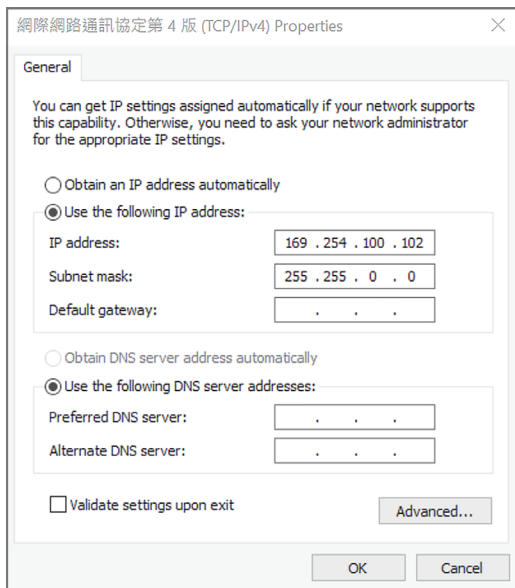 網際網路通訊協定第 4 版 (TCP/IPv4) Properties
General
You can get IP settings assigned automatically if your network supports
this capability. Otherwise, you need to ask your network administrator
for the appropriate IP settings.
Obtain an IP address automatically
Use the following IP address:
IP address: 169 . 254 . 100 . 102
Subnet mask: 255 . 255 . 0 . 0
Default gateway: . . .
Obtain DNS server address automatically
Use the following DNS server addresses:
Preferred DNS server: . . .
Alternate DNS server: . . .
Validate settings upon exit
Advanced...
OK Cancel